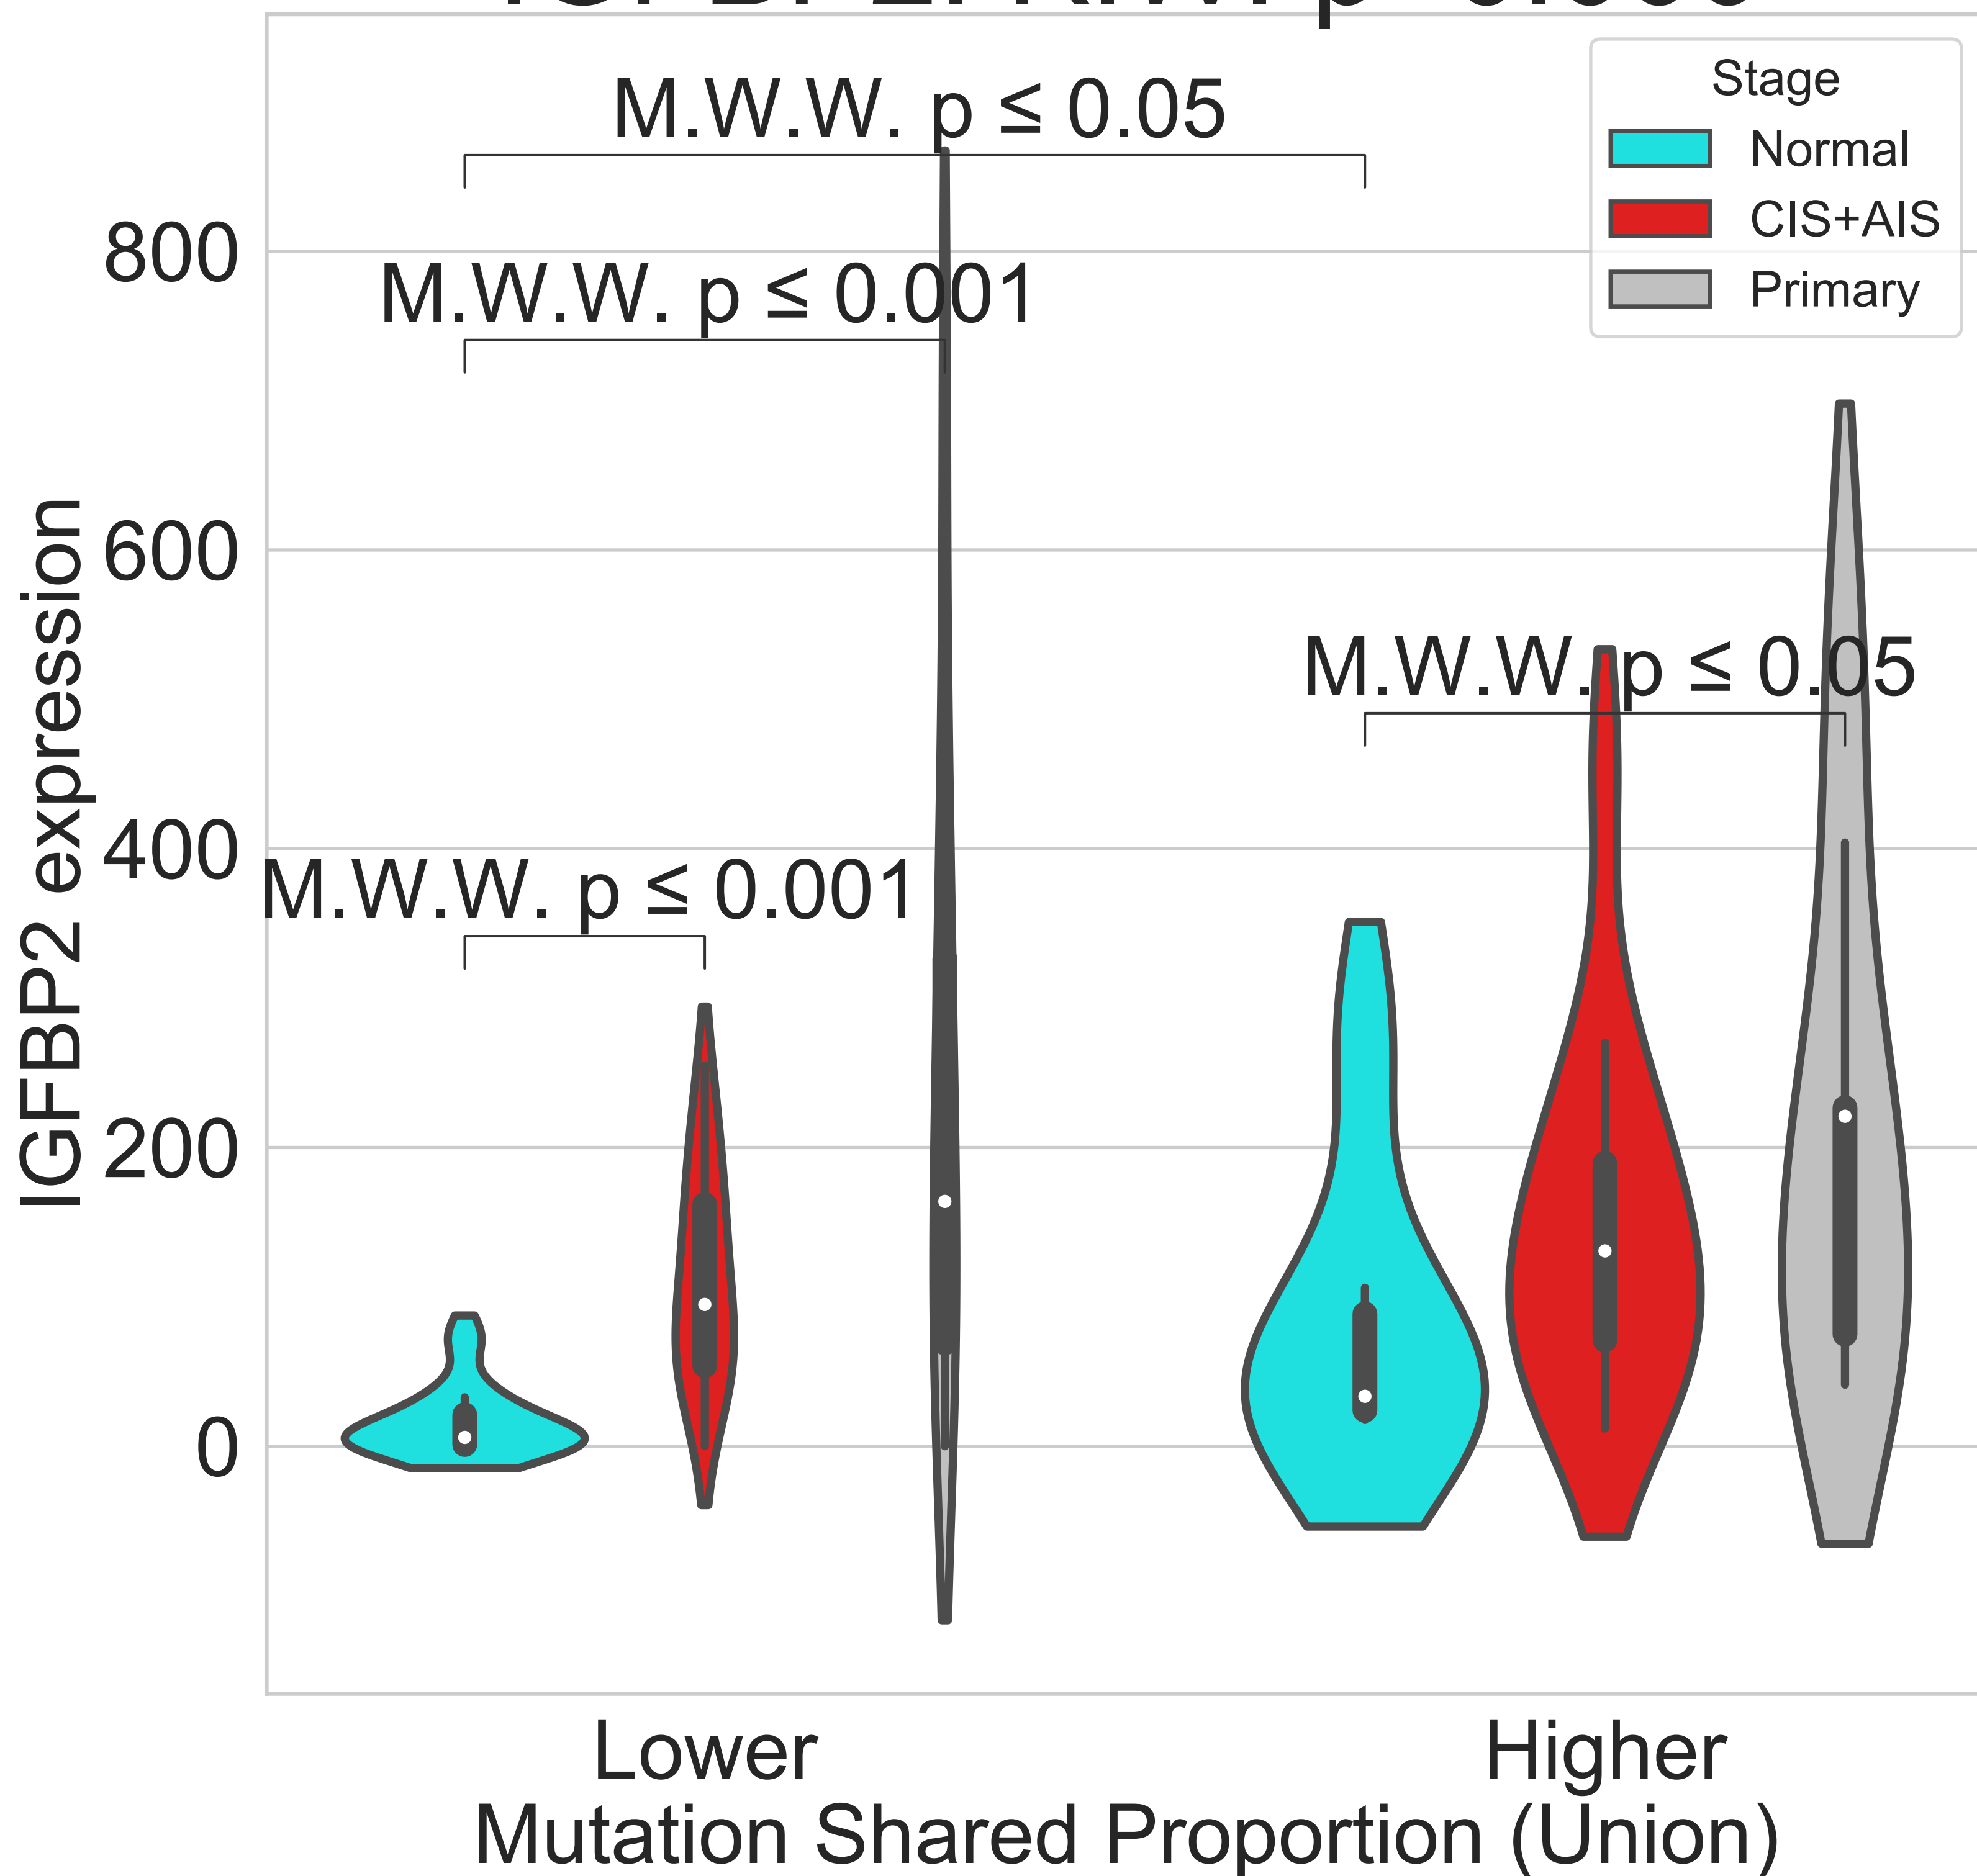 M.W.W. p ≤ 0.05
Stage
Normal
CIS+AIS
Primary
800
M.W.W. p ≤ 0.001
600
M.W.W. p ≤ 0.05
IGFBP2 expression
400
M.W.W. p ≤ 0.001
200
0
Lower
Higher
Mutation Shared Proportion (Union)